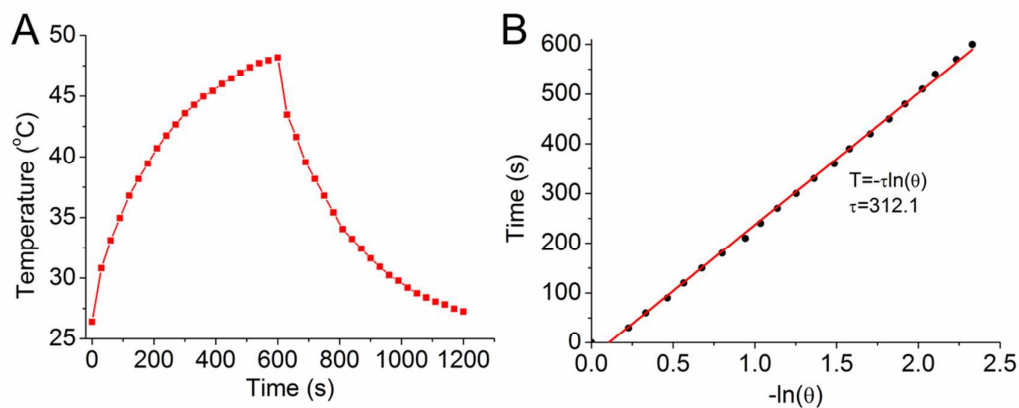 A
50
45
40
35
30
25
Temperature (°C)
0 200 400 600 800 1000 1200
Time (s)
B
600
500
400
300
200
100
0
Time (s)
T=-τln(θ)
τ=312.1
0.0 0.5 1.0 1.5 2.0 2.5
-ln(θ)